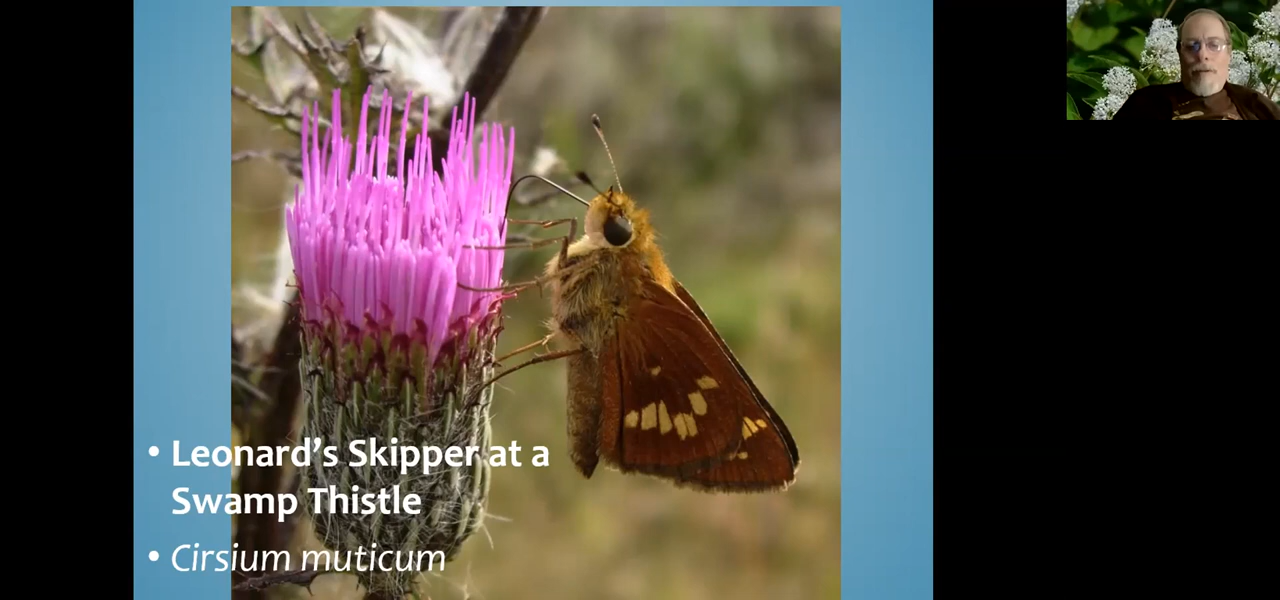 • Leonard's Skipper at a
Swamp Thistle
• Cirsium muticum